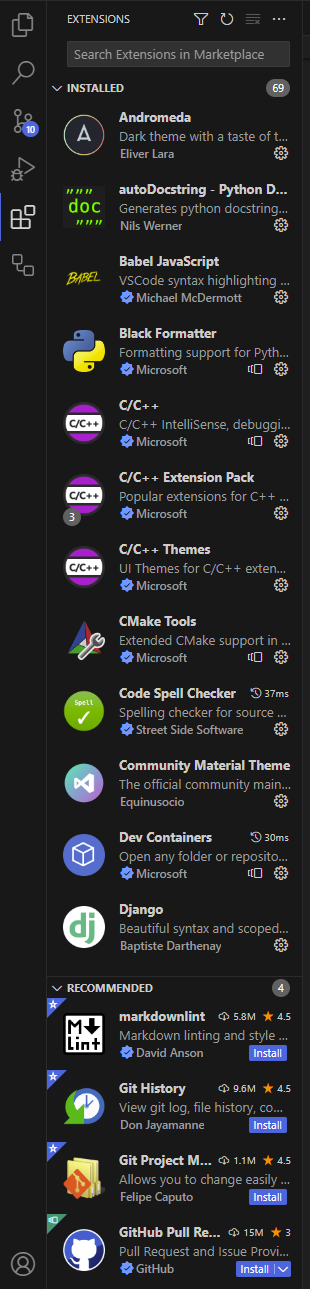 EXTENSIONS
Search Extensions in Marketplace
INSTALLED 69
10
A
Andromeda
Dark theme with a taste of t...
Eliver Lara
""" doc """
autoDocstring - Python D...
Generates python docstring...
Nils Werner
BABEL
Babel JavaScript
VSCode syntax highlighting ...
Michael McDermott
Black Formatter
Formatting support for Pyth...
Microsoft
C/C++
C/C++
C/C++ IntelliSense, debuggi...
Microsoft
C/C++
3
C/C++ Extension Pack
Popular extensions for C++ ...
Microsoft
C/C++
C/C++ Themes
UI Themes for C/C++ exten...
Microsoft
CMake Tools
Extended CMake support in ...
Microsoft
Spell
Code Spell Checker 37ms
Spelling checker for source ...
Street Side Software
Community Material Theme
The official community main...
Equinusocio
Dev Containers 30ms
Open any folder or reposito...
Microsoft
dj
Django
Beautiful syntax and scoped...
Baptiste Darthenay
RECOMMENDED 4
M Lint
markdownlint 5.8M 4.5
Markdown linting and style ...
David Anson Install
Git History 9.6M 4.5
View git log, file history, co...
Don Jayamanne Install
Git Project M... 1.1M 4.5
Allows you to change easily ...
Felipe Caputo Install
GitHub Pull Re... 15M 3
Pull Request and Issue Provi...
GitHub Install